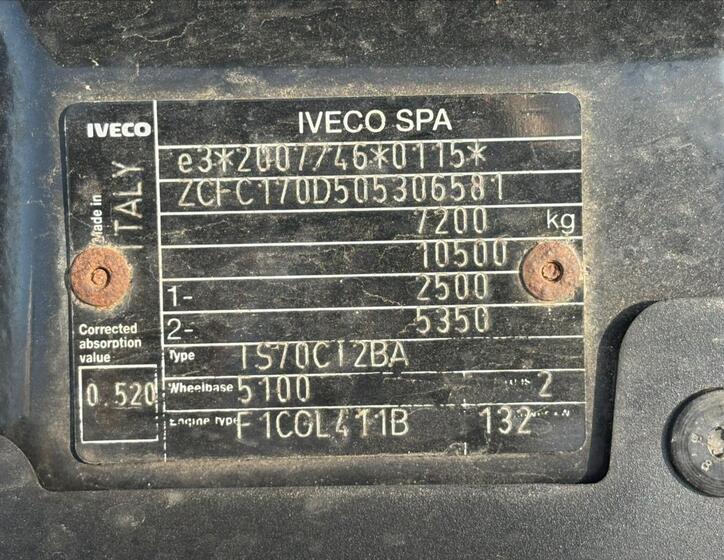 IVECO
IVECO SPA
Made in
ITALY
e3*2007/46*0115*
ZCFC170D505306581
7200 kg
10500
1- 2500
2- 5350
Corrected
absorption
value
0.520
Type IS70CI2BA
Wheelbase 5100 2
Engine type F1CGL411B 132